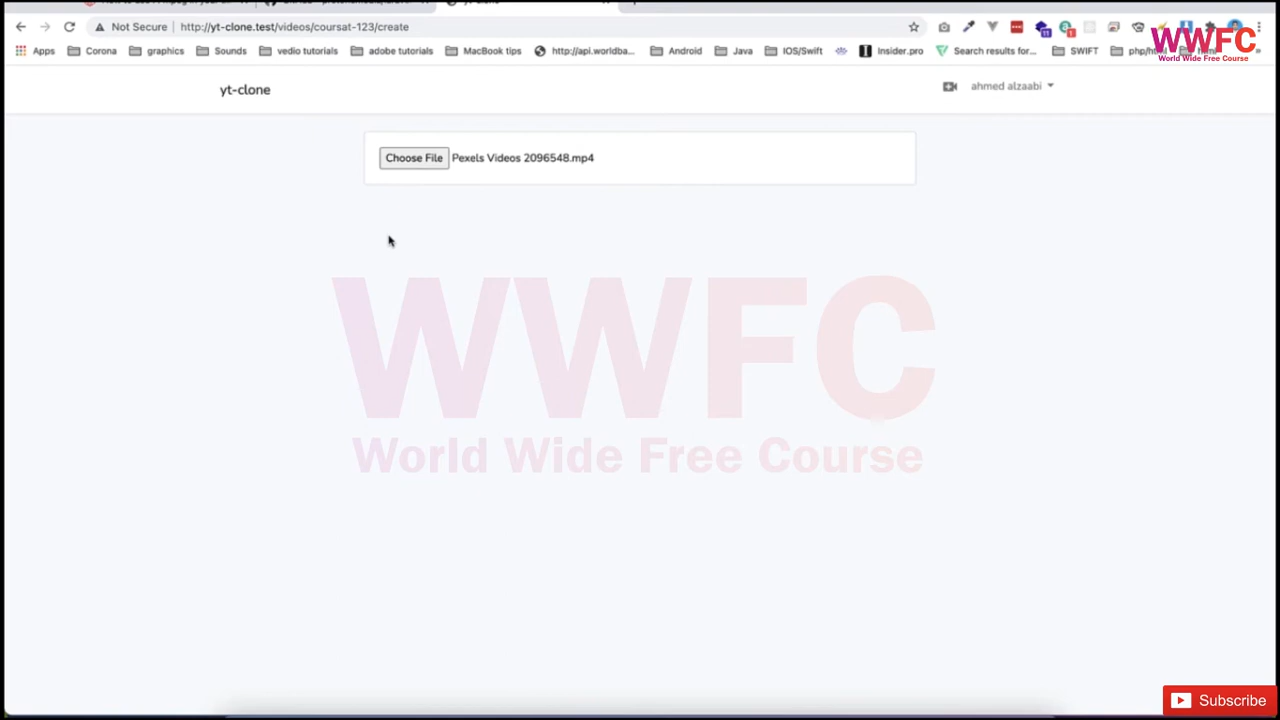 Not Secure
http://yt-clone.test/videos/coursat-123/create
Apps Corona graphics Sounds vedio tutorials adobe tutorials MacBook tips http://api.worldba... Android Java IOS/Swift Insider.pro Search results for... SWIFT
WWFC
World Wide Free Course
yt-clone
ahmed alzaabi
Choose File Pexels Videos 2096548.mp4
WWFC
World Wide Free Course
Subscribe